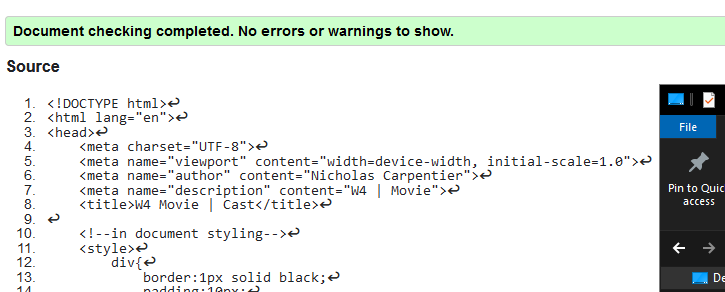 Document checking completed. No errors or warnings to show.
Source
1. <!DOCTYPE html>↩
2. <html lang="en">↩
3. <head>↩
4. <meta charset="UTF-8">↩
5. <meta name="viewport" content="width=device-width, initial-scale=1.0">↩
6. <meta name="author" content="Nicholas Carpentier">↩
7. <meta name="description" content="W4 | Movie">↩
8. <title>W4 Movie | Cast</title>↩
9. ↩
10. <!--in document styling-->↩
11. <style>↩
12. div{↩
13. border:1px solid black;↩
14. padding:10px;↩
File
Pin to Quic
access
De